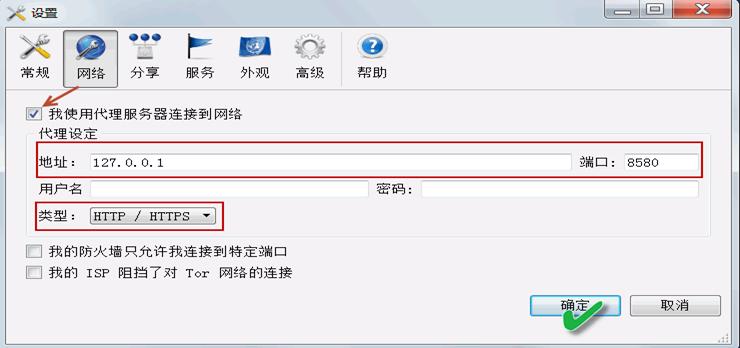 设置
常规 网络 分享 服务 外观 高级 帮助
我使用代理服务器连接到网络
代理设定
地址： 127.0.0.1 端口： 8580
用户名 密码：
类型： HTTP / HTTPS
我的防火墙只允许我连接到特定端口
我的 ISP 阻挡了对 Tor 网络的连接
确定 取消